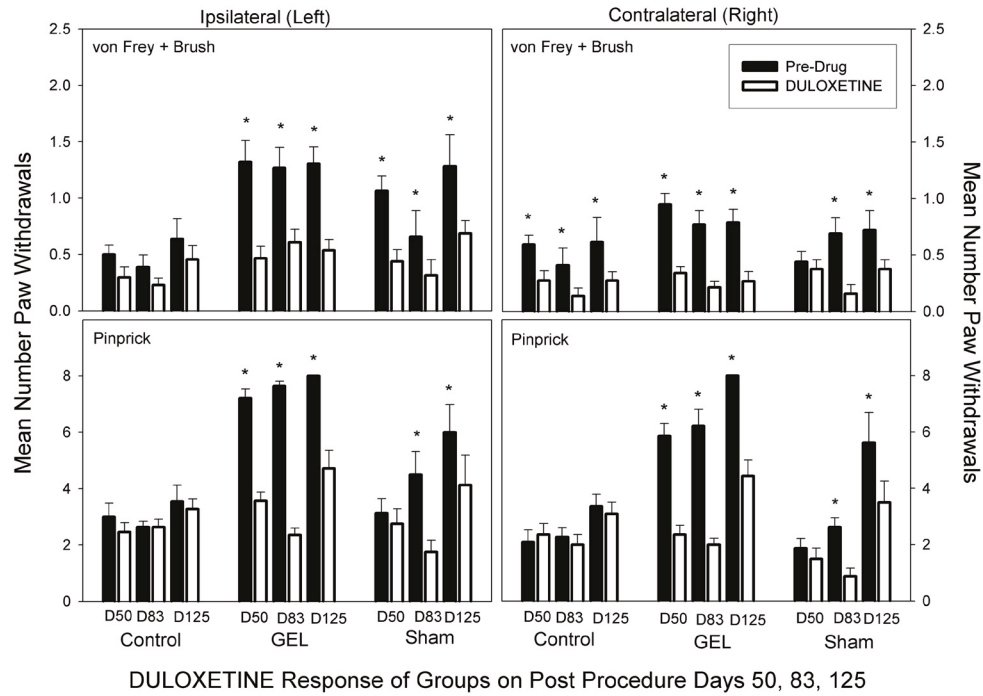 Ipsilateral (Left)
Contralateral (Right)
2.5
2.0
1.5
1.0
0.5
0.0
von Frey + Brush
* * * * * *
von Frey + Brush
Pre-Drug
DULOXETINE
* * * * * * * *
2.5
2.0
1.5
1.0
0.5
0.0
Mean Number Paw Withdrawals
Mean Number Paw Withdrawals
8
6
4
2
0
Pinprick
* * * * *
D50 D83 D125 D50 D83 D125 D50 D83 D125
Control GEL Sham
Pinprick
* * * * *
D50 D83 D125 D50 D83 D125 D50 D83 D125
Control GEL Sham
8
6
4
2
0
DULOXETINE Response of Groups on Post Procedure Days 50, 83, 125